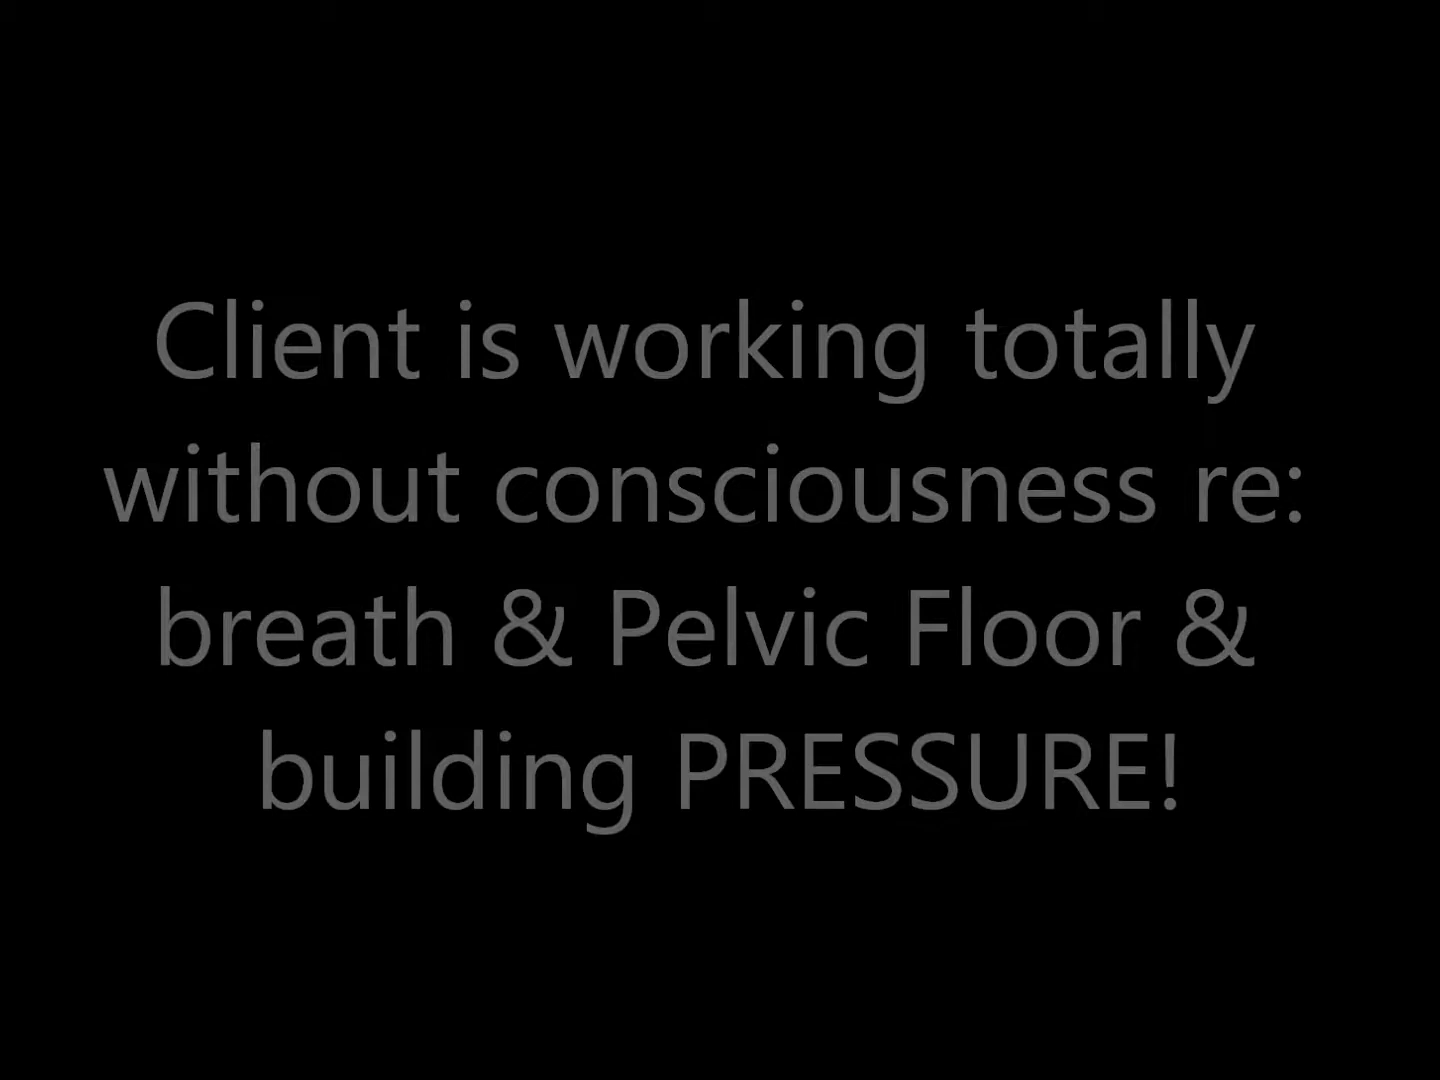 Client is working totally
without consciousness re:
breath & Pelvic Floor &
building PRESSURE!